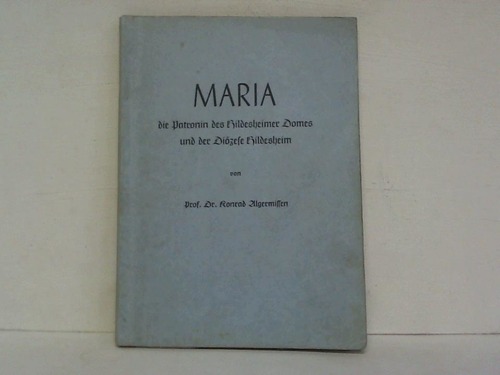 MARIA
die Patronin des Hildesheimer Domes
und der Diözese Hildesheim
von
Prof. Dr. Konrad Algermissen